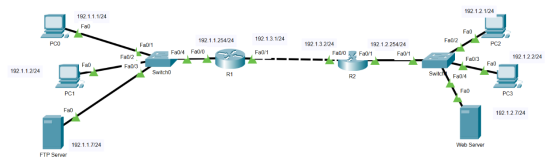 192.1.1.1/24
Fa0
PC0
Fa0/1
192.1.1.254/24
192.1.3.1/24
192.1.1.2/24
Fa0
PC1
Fa0/2
Fa0/3
Fa0/4
Switch0
Fa0/0
R1
Fa0/1
Fa0
FTP Server
192.1.1.7/24
192.1.3.2/24
Fa0/0
R2
192.1.2.254/24
Fa0/1
Fa0/1
Fa0/2
Fa0/3
Fa0/4
192.1.2.1/24
Fa0
PC2
192.1.2.2/24
Fa0
PC3
Fa0
192.1.2.7/24
Web Server